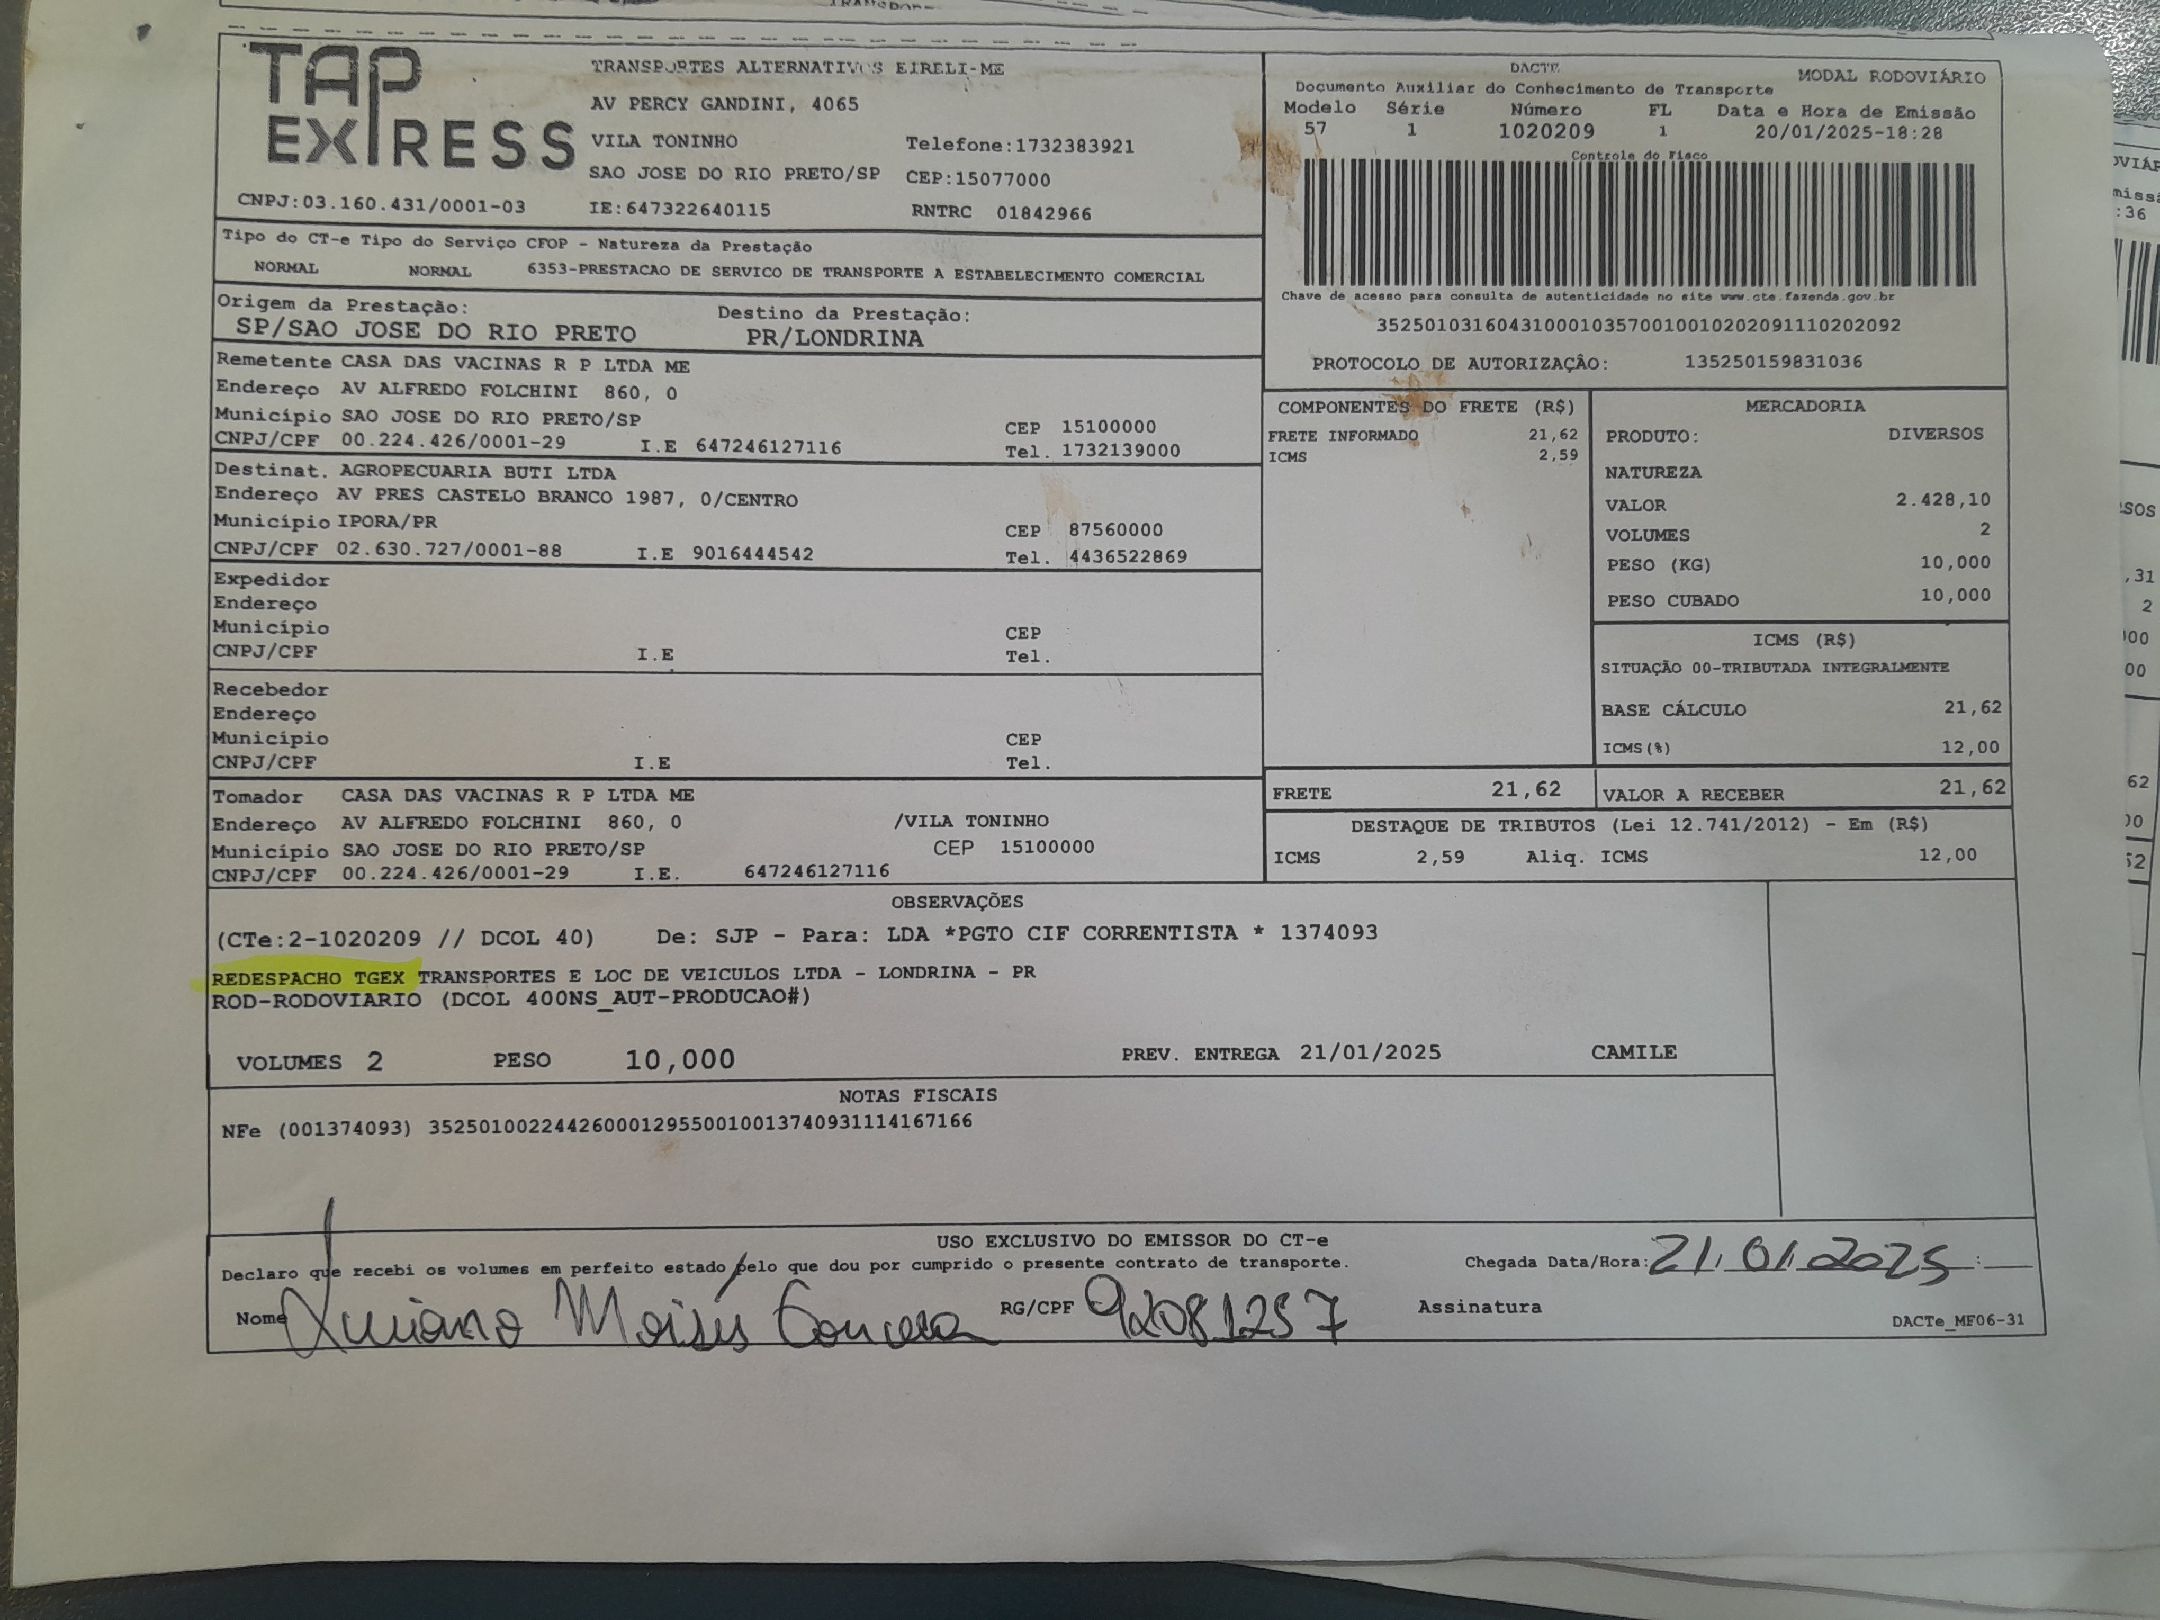 TAP EXPRESS
TRANSPORTES ALTERNATIVOS EIRELI-ME
AV PERCY GANDINI, 4065
VILA TONINHO Telefone:1732383921
SAO JOSE DO RIO PRETO/SP CEP:15077000
CNPJ:03.160.431/0001-03 IE:647322640115 RNTRC 01842966
DACTE MODAL RODOVIÁRIO
Documento Auxiliar do Conhecimento de Transporte
Modelo Série Número FL Data e Hora de Emissão
57 1 1020209 1 20/01/2025-18:28
Controle do Fisco
Chave de acesso para consulta de autenticidade no site www.cte.fazenda.gov.br
35250103160431000103570010010202091110202092
PROTOCOLO DE AUTORIZAÇÂO: 135250159831036
Tipo do CT-e Tipo do Serviço CFOP - Natureza da Prestação
NORMAL NORMAL 6353-PRESTACAO DE SERVICO DE TRANSPORTE A ESTABELECIMENTO COMERCIAL
Origem da Prestação: Destino da Prestação:
SP/SAO JOSE DO RIO PRETO PR/LONDRINA
Remetente CASA DAS VACINAS R P LTDA ME
Endereço AV ALFREDO FOLCHINI 860, 0
Município SAO JOSE DO RIO PRETO/SP CEP 15100000
CNPJ/CPF 00.224.426/0001-29 I.E 647246127116 Tel. 1732139000
Destinat. AGROPECUARIA BUTI LTDA
Endereço AV PRES CASTELO BRANCO 1987, 0/CENTRO
Município IPORA/PR CEP 87560000
CNPJ/CPF 02.630.727/0001-88 I.E 9016444542 Tel. 4436522869
Expedidor
Endereço
Município CEP
CNPJ/CPF I.E Tel.
Recebedor
Endereço
Município CEP
CNPJ/CPF I.E Tel.
Tomador CASA DAS VACINAS R P LTDA ME
Endereço AV ALFREDO FOLCHINI 860, 0 /VILA TONINHO
Município SAO JOSE DO RIO PRETO/SP CEP 15100000
CNPJ/CPF 00.224.426/0001-29 I.E. 647246127116
COMPONENTES DO FRETE (R$)
FRETE INFORMADO 21,62
ICMS 2,59
MERCADORIA
PRODUTO: DIVERSOS
NATUREZA
VALOR 2.428,10
VOLUMES 2
PESO (KG) 10,000
PESO CUBADO 10,000
ICMS (R$)
SITUAÇÃO 00-TRIBUTADA INTEGRALMENTE
BASE CÁLCULO 21,62
ICMS(%) 12,00
FRETE 21,62 VALOR A RECEBER 21,62
DESTAQUE DE TRIBUTOS (Lei 12.741/2012) - Em (R$)
ICMS 2,59 Aliq. ICMS 12,00
OBSERVAÇÕES
(CTe:2-1020209 // DCOL 40) De: SJP - Para: LDA *PGTO CIF CORRENTISTA * 1374093
REDESPACHO TGEX TRANSPORTES E LOC DE VEICULOS LTDA - LONDRINA - PR
ROD-RODOVIARIO (DCOL 400NS_AUT-PRODUCAO#)
VOLUMES 2 PESO 10,000 PREV. ENTREGA 21/01/2025 CAMILE
NOTAS FISCAIS
NFe (001374093) 35250100224426000129550010013740931114167166
USO EXCLUSIVO DO EMISSOR DO CT-e
Declaro que recebi os volumes em perfeito estado pelo que dou por cumprido o presente contrato de transporte. Chegada Data/Hora: 21/01/2025
Nome Luciano Moisés RG/CPF 92081257 Assinatura
DACTe_MF06-31